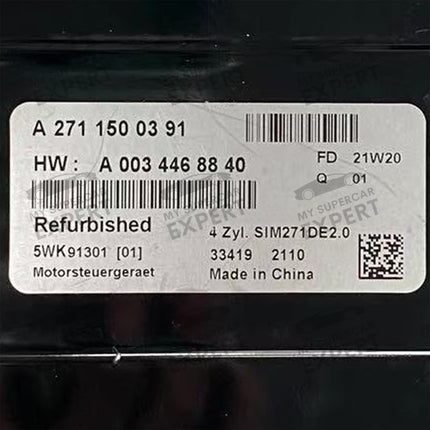 A 271 150 03 91
HW : A 003 446 88 40
FD 21W20
Q 01
Refurbished
4 Zyl. SIM271DE2.0
5WK91301 [01]
33419 2110
Motorsteuergeraet
Made in China
MY SUPERCAR
EXPERT